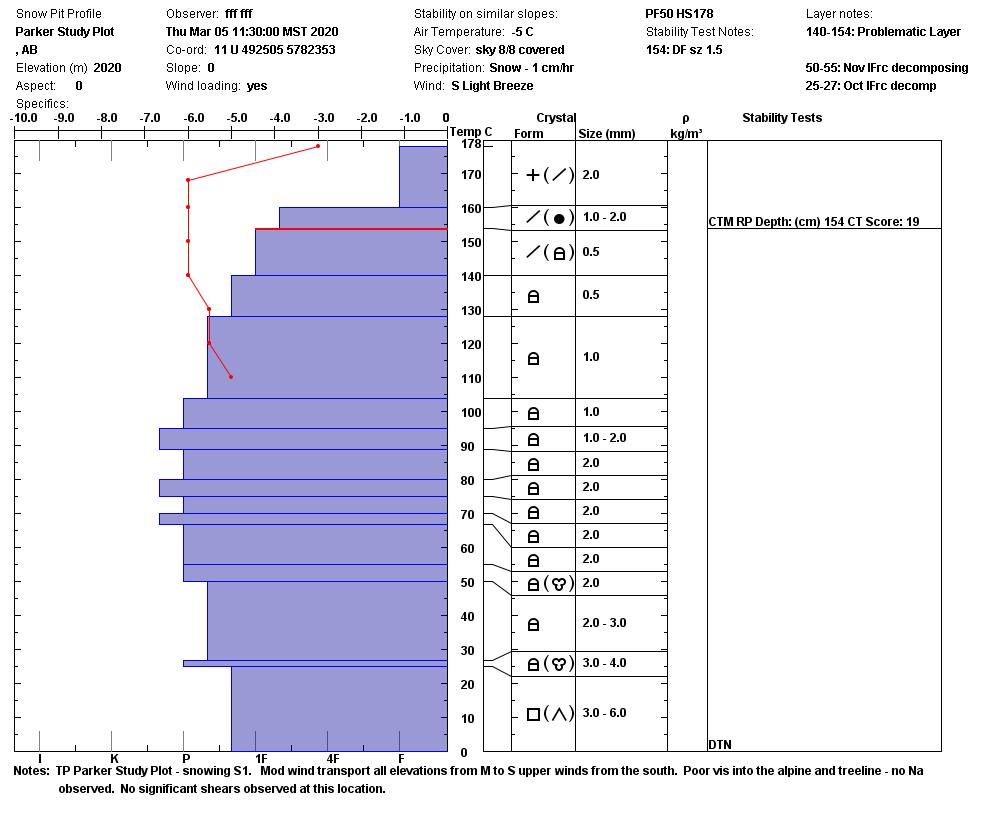 Snow Pit Profile
Parker Study Plot
, AB
Elevation (m) 2020
Aspect: 0
Specifics:
Observer: fff fff
Thu Mar 05 11:30:00 MST 2020
Co-ord: 11 U 492505 5782353
Slope: 0
Wind loading: yes
Stability on similar slopes:
Air Temperature: -5 C
Sky Cover: sky 8/8 covered
Precipitation: Snow - 1 cm/hr
Wind: S Light Breeze
PF50 HS178
Stability Test Notes:
154: DF sz 1.5
Layer notes:
140-154: Problematic Layer
50-55: Nov IFrc decomposing
25-27: Oct IFrc decomp
-10.0 -9.0 -8.0 -7.0 -6.0 -5.0 -4.0 -3.0 -2.0 -1.0 0
Temp C
Crystal
Form Size (mm)
ρ
kg/m³
Stability Tests
178
170
160
150
140
130
120
110
100
90
80
70
60
50
40
30
20
10
0
+ ( / ) 2.0
/ ( ● ) 1.0 - 2.0
/ ( ) 0.5
0.5
1.0
1.0
1.0 - 2.0
2.0
2.0
2.0
2.0
2.0
( ) 2.0
2.0 - 3.0
( ) 3.0 - 4.0
□ ( ∧ ) 3.0 - 6.0
CTM RP Depth: (cm) 154 CT Score: 19
DTN
I K P 1F 4F F
Notes: TP Parker Study Plot - snowing S1. Mod wind transport all elevations from M to S upper winds from the south. Poor vis into the alpine and treeline - no Na
observed. No significant shears observed at this location.